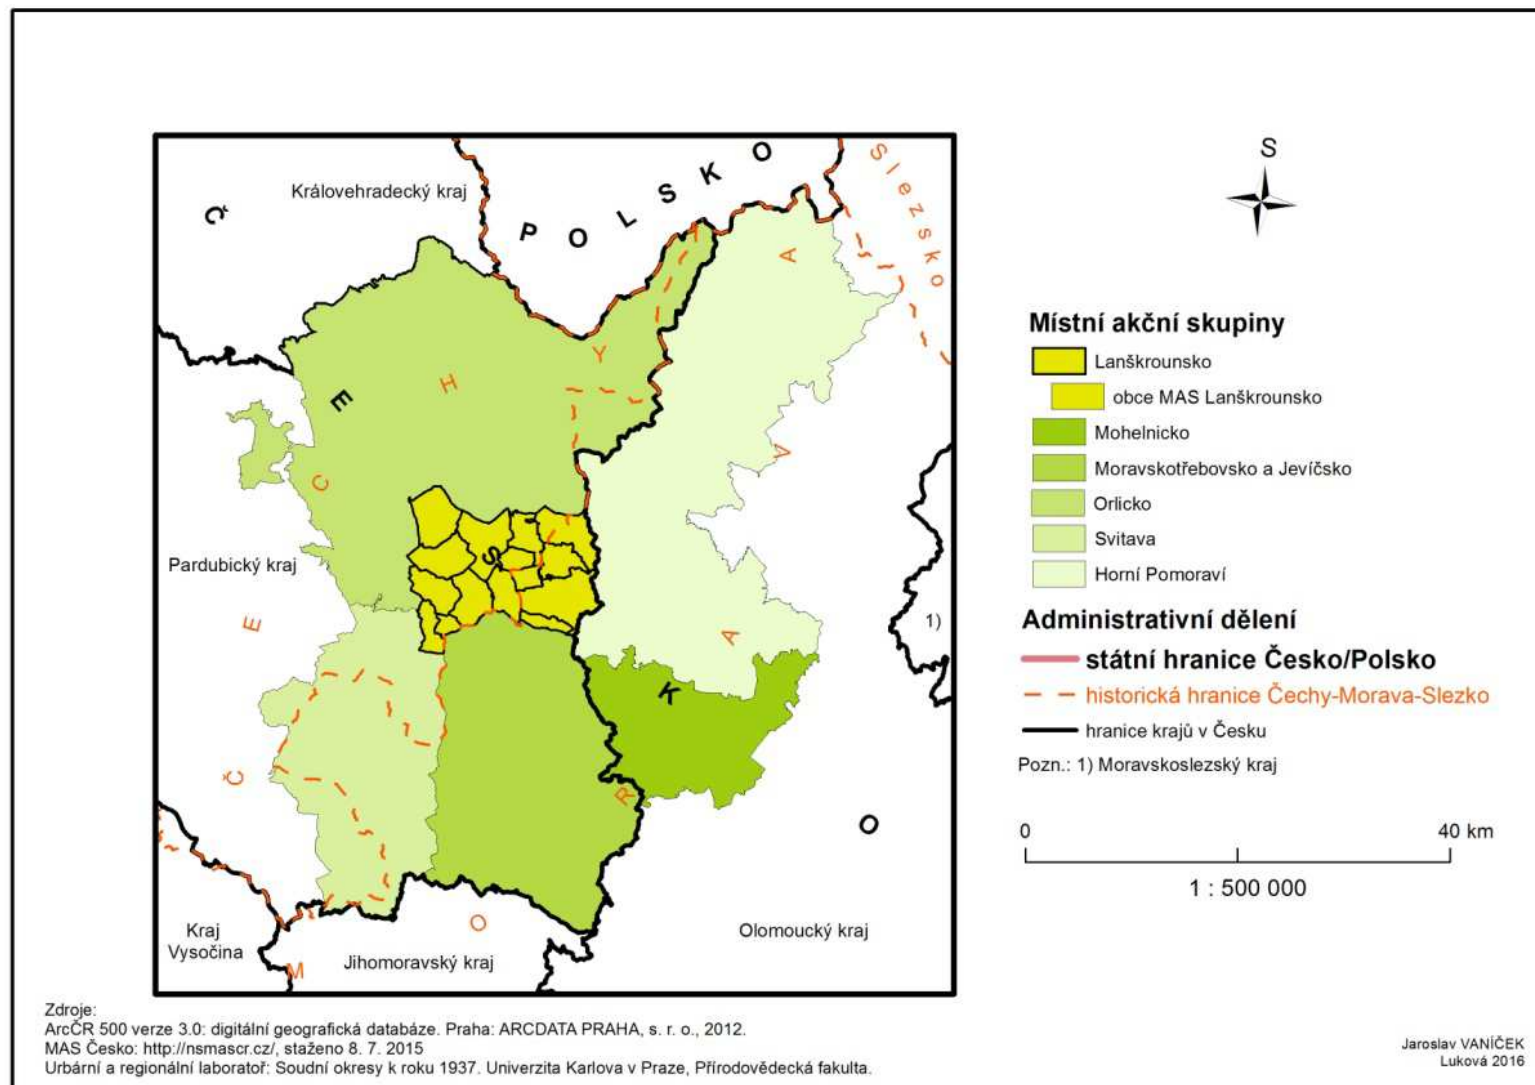 Královehradecký kraj
POLSKO
Slezsko
ČESKO
ČECHY
MORAVA
Pardubický kraj
1)
Kraj
Vysočina
Jihomoravský kraj
Olomoucký kraj
S
Místní akční skupiny
Lanškrounsko
obce MAS Lanškrounsko
Mohelnicko
Moravskotřebovsko a Jevíčsko
Orlicko
Svitava
Horní Pomoraví
Administrativní dělení
státní hranice Česko/Polsko
historická hranice Čechy-Morava-Slezko
hranice krajů v Česku
Pozn.: 1) Moravskoslezský kraj
0 40 km
1 : 500 000
Zdroje:
ArcČR 500 verze 3.0: digitální geografická databáze. Praha: ARCDATA PRAHA, s. r. o., 2012.
MAS Česko: http://nsmascr.cz/, staženo 8. 7. 2015
Urbární a regionální laboratoř: Soudní okresy k roku 1937. Univerzita Karlova v Praze, Přírodovědecká fakulta.
Jaroslav VANÍČEK
Luková 2016